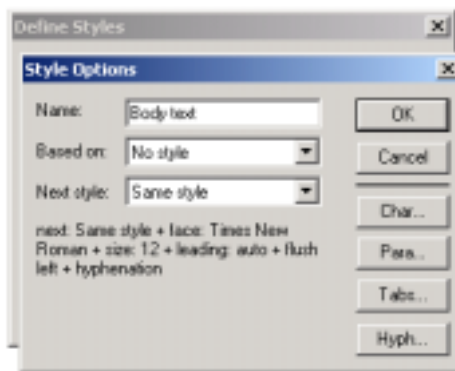 Define Styles
Style Options
Name: Body text
Based on: No style
Next style: Same style
next: Same style + face: Times New
Roman + size: 12 + leading: auto + flush
left + hyphenation
OK
Cancel
Char...
Para...
Tabs...
Hyph...